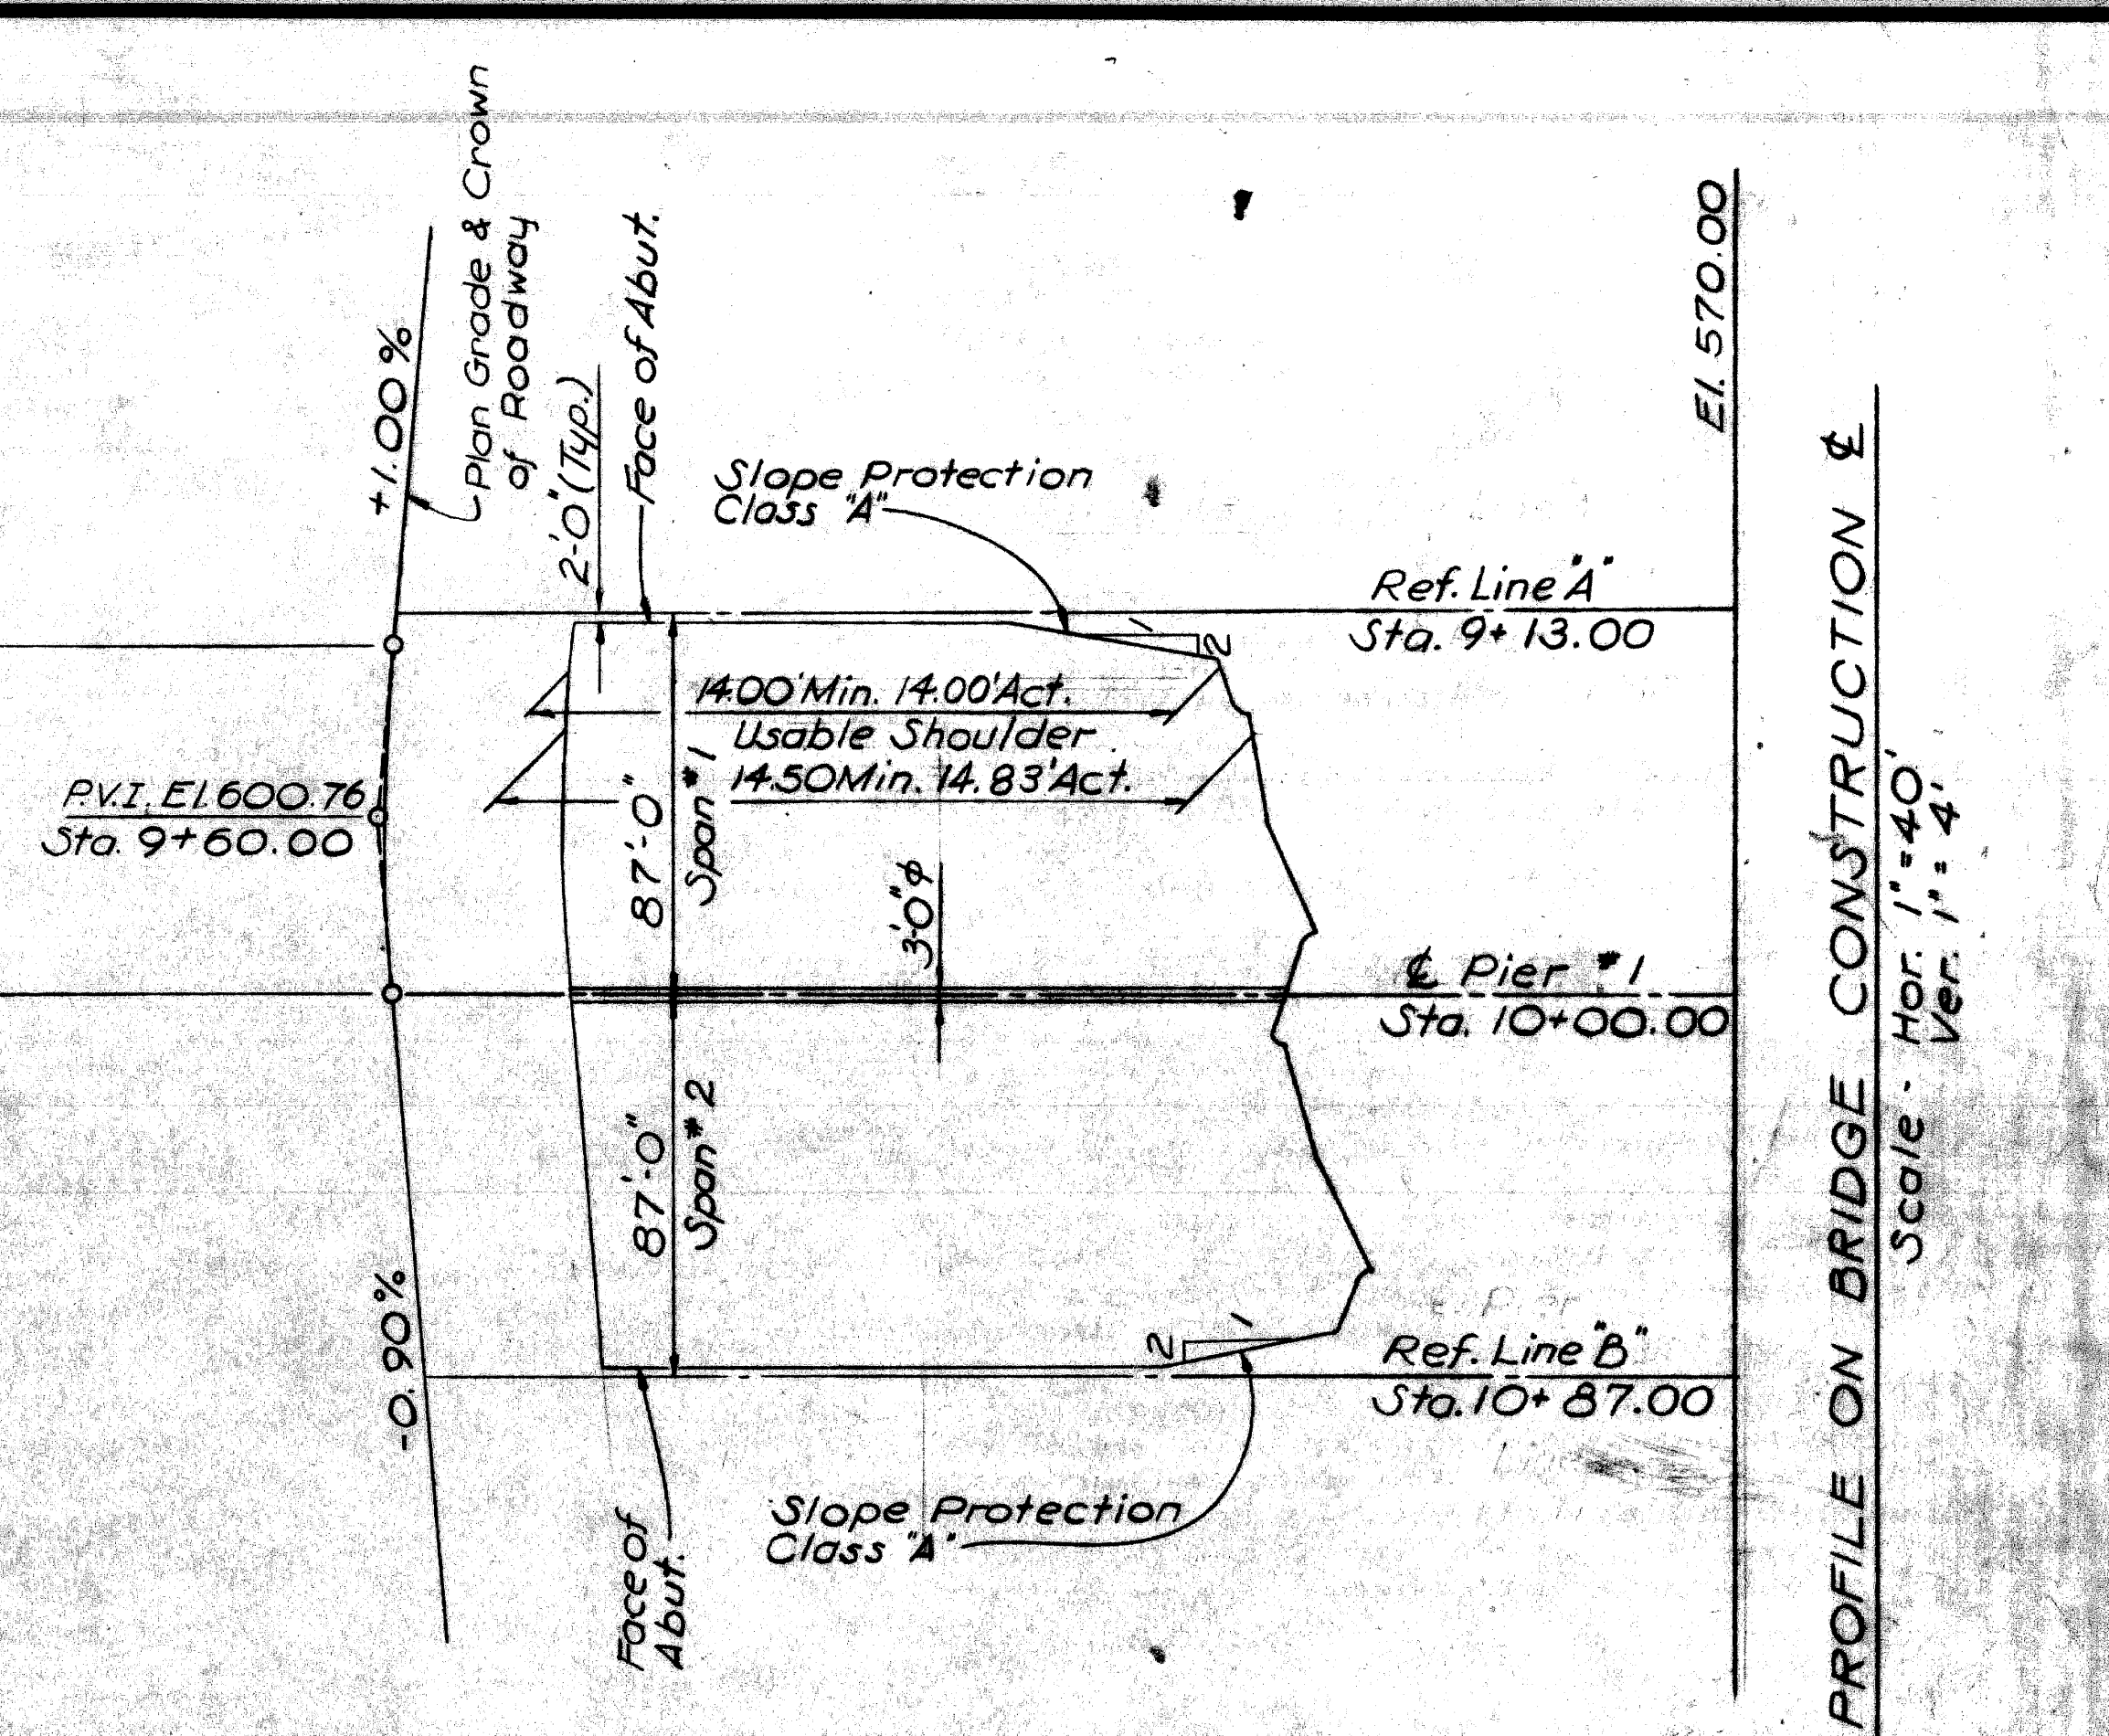 +1.00%
Plan Grade & Crown
of Roadway
2'-0" (Typ.)
Face of Abut.
Slope Protection
Class "A"
El. 570.00
Ref. Line "A"
Sta. 9+13.00
1
2
14.00' Min. 14.00' Act.
Usable Shoulder
14.50 Min. 14.83' Act.
P.V.I. El. 600.76
Sta. 9+60.00
87'-0"
Span #1
3'-0" ϕ
℄ Pier #1
Sta. 10+00.00
87'-0"
Span #2
-0.90%
2
1
Ref. Line "B"
Sta. 10+87.00
Face of
Abut.
Slope Protection
Class "A"
PROFILE ON BRIDGE CONSTRUCTION ℄
Scale - Hor. 1" = 40'
Ver. 1" = 4'